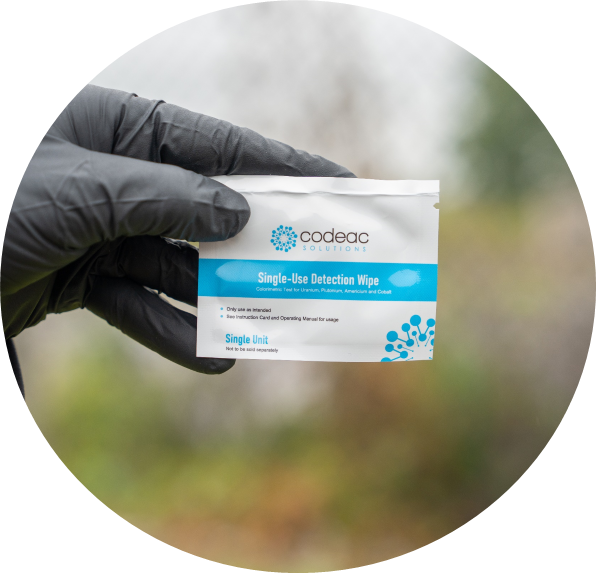 codeac
SOLUTIONS
Single-Use Detection Wipe
Colorimetric Test for Uranium, Plutonium, Americium and Cobalt
Only use as intended
See Instruction Card and Operating Manual for usage
Single Unit
Not to be sold separately